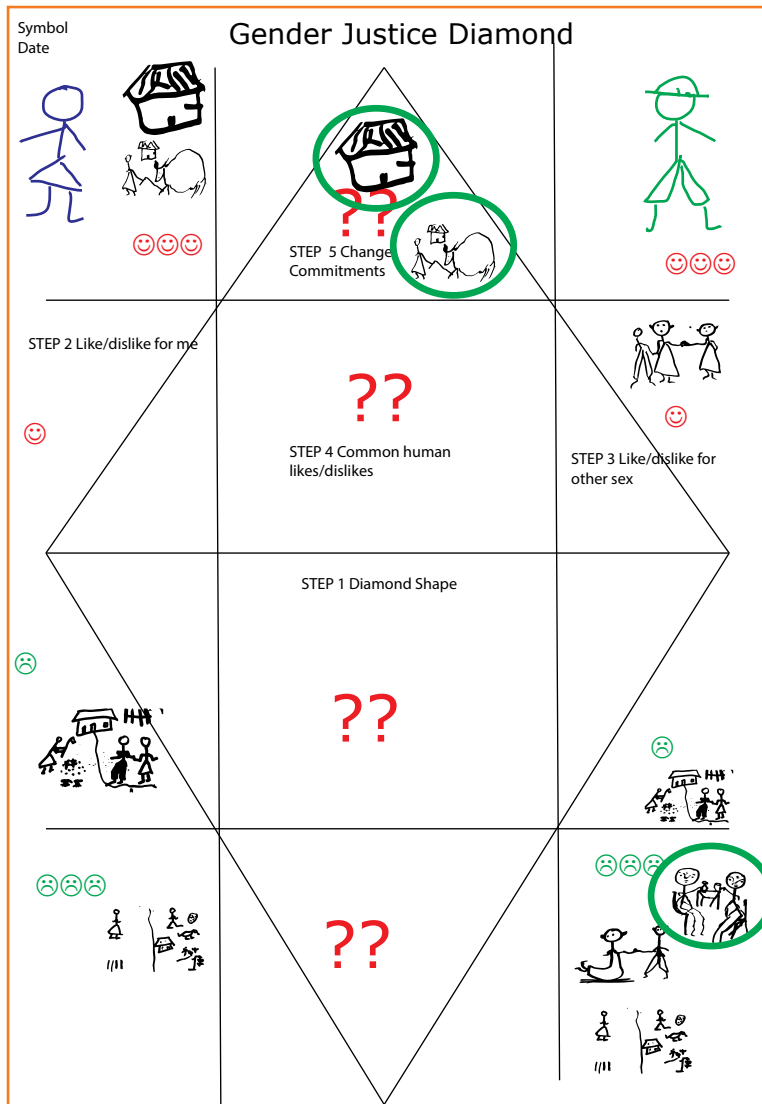 Symbol
Date
Gender Justice Diamond
??
STEP 5 Change
Commitments
STEP 2 Like/dislike for me
??
STEP 4 Common human
likes/dislikes
STEP 3 Like/dislike for
other sex
STEP 1 Diamond Shape
??
??